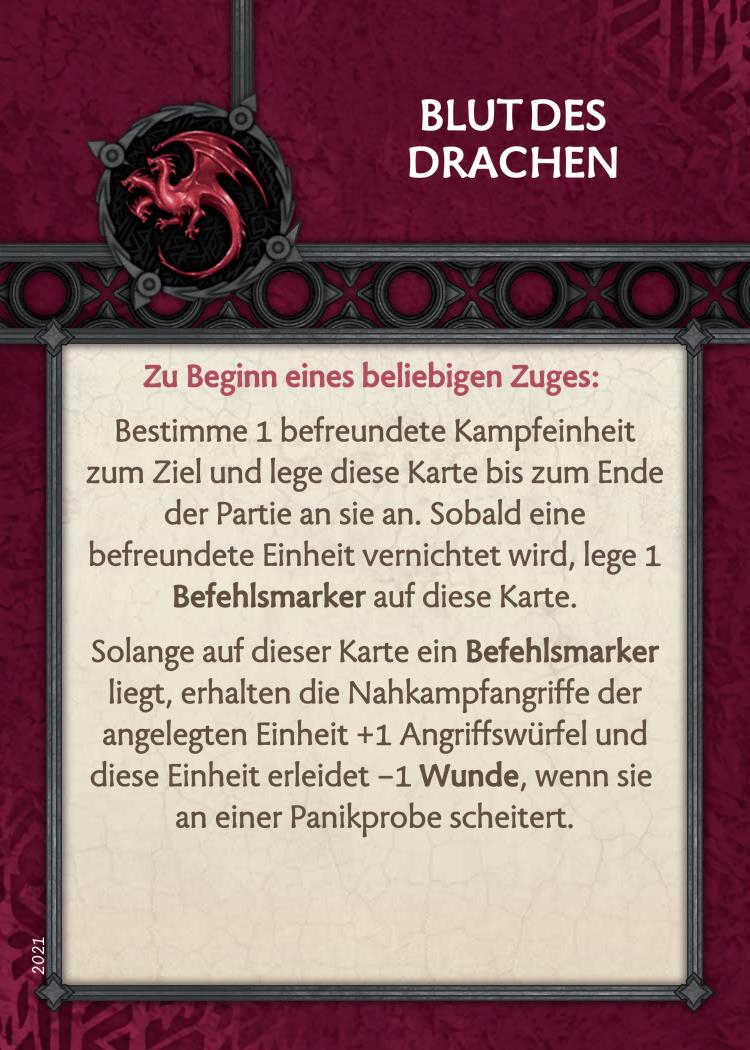 BLUT DES
DRACHEN
Zu Beginn eines beliebigen Zuges:
Bestimme 1 befreundete Kampfeinheit
zum Ziel und lege diese Karte bis zum Ende
der Partie an sie an. Sobald eine
befreundete Einheit vernichtet wird, lege 1
Befehlsmarker auf diese Karte.
Solange auf dieser Karte ein Befehlsmarker
liegt, erhalten die Nahkampfangriffe der
angelegten Einheit +1 Angriffswürfel und
diese Einheit erleidet −1 Wunde, wenn sie
an einer Panikprobe scheitert.
2021